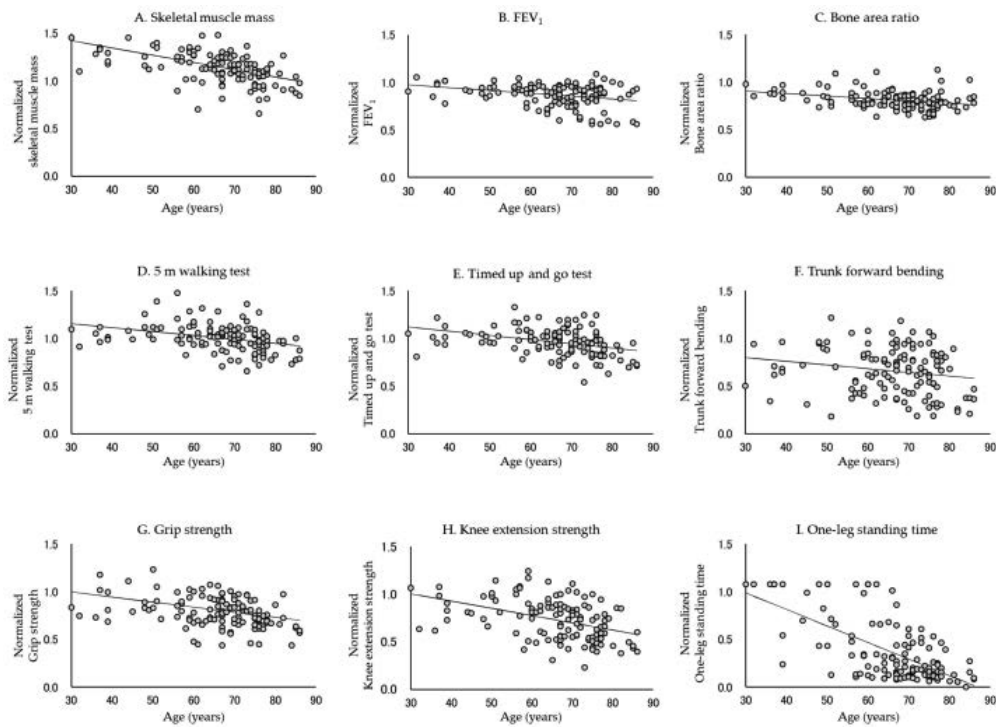 A. Skeletal muscle mass
Normalized
skeletal muscle mass
1.5
1.0
0.5
0.0
30 40 50 60 70 80 90
Age (years)
B. FEV1
Normalized
FEV1
1.5
1.0
0.5
0.0
30 40 50 60 70 80 90
Age (years)
C. Bone area ratio
Normalized
Bone area ratio
1.5
1.0
0.5
0.0
30 40 50 60 70 80 90
Age (years)
D. 5 m walking test
Normalized
5 m walking test
1.5
1.0
0.5
0.0
30 40 50 60 70 80 90
Age (years)
E. Timed up and go test
Normalized
Timed up and go test
1.5
1.0
0.5
0.0
30 40 50 60 70 80 90
Age (years)
F. Trunk forward bending
Normalized
Trunk forward bending
1.5
1.0
0.5
0.0
30 40 50 60 70 80 90
Age (years)
G. Grip strength
Normalized
Grip strength
1.5
1.0
0.5
0.0
30 40 50 60 70 80 90
Age (years)
H. Knee extension strength
Normalized
Knee extension strength
1.5
1.0
0.5
0.0
30 40 50 60 70 80 90
Age (years)
I. One-leg standing time
Normalized
One-leg standing time
1.5
1.0
0.5
0.0
30 40 50 60 70 80 90
Age (years)